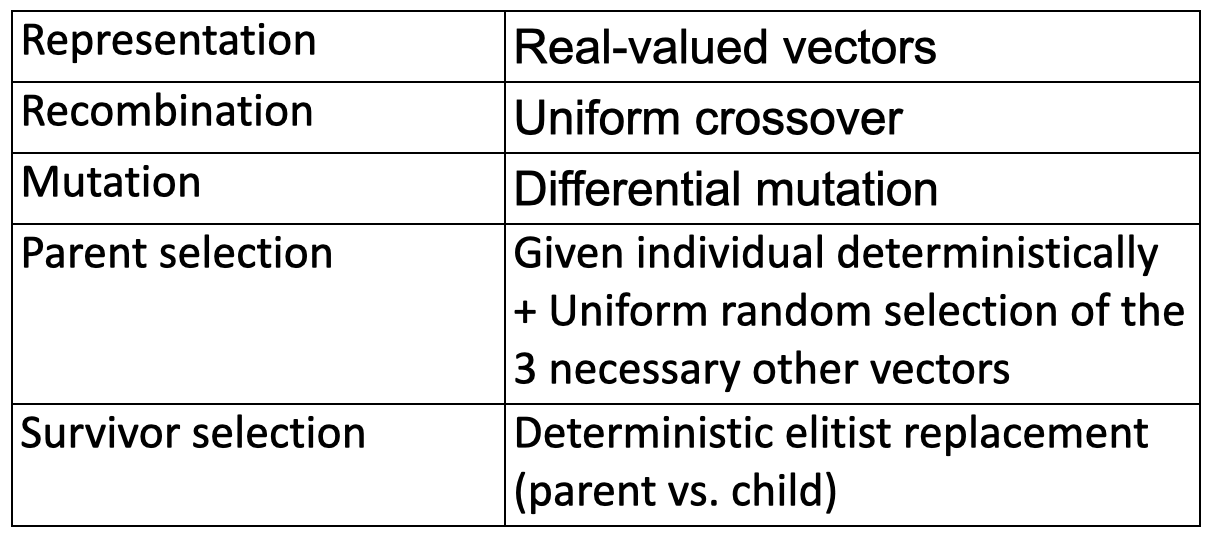 Representation
Real-valued vectors
Recombination
Uniform crossover
Mutation
Differential mutation
Parent selection
Given individual deterministically
+ Uniform random selection of the
3 necessary other vectors
Survivor selection
Deterministic elitist replacement
(parent vs. child)